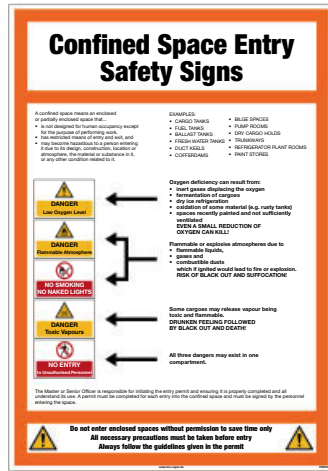 Confined Space Entry
Safety Signs
A confined space means an enclosed
or partially enclosed space that...
• is not designed for human occupancy except
for the purpose of performing work,
• has restricted means of entry and exit, and
• may become hazardous to a person entering
it due to its design, construction, location or
atmosphere, the material or substance in it,
or any other condition related to it.
EXAMPLES:
• CARGO TANKS
• FUEL TANKS
• BALLAST TANKS
• FRESH WATER TANKS
• DUCT KEELS
• COFFERDAMS
• BILGE SPACES
• PUMP ROOMS
• DRY CARGO HOLDS
• TRUNKWAYS
• REFRIGERATOR PLANT ROOMS
• PAINT STORES
DANGER
Low Oxygen Level
Oxygen deficiency can result from:
• inert gases displacing the oxygen
• fermentation of cargoes
• dry ice refrigeration
• oxidation of some material (e.g. rusty tanks)
• spaces recently painted and not sufficiently
ventilated
EVEN A SMALL REDUCTION OF
OXYGEN CAN KILL!
DANGER
Flammable Atmosphere
NO SMOKING
NO NAKED LIGHTS
Flammable or explosive atmospheres due to
• flammable liquids,
• gases and
• combustible dusts
which if ignited would lead to fire or explosion.
RISK OF BLACK OUT AND SUFFOCATION!
DANGER
Toxic Vapours
Some cargoes may release vapour being
toxic and flammable.
DRUNKEN FEELING FOLLOWED
BY BLACK OUT AND DEATH!
NO ENTRY
to Unauthorised Personnel
All three dangers may exist in one
compartment.
The Master or Senior Officer is responsible for initiating the entry permit and ensuring it is properly completed and all
understand its use. A permit must be completed for each entry into the confined space and must be signed by the personnel
entering the space.
Do not enter enclosed spaces without permission to save time only
All necessary precautions must be taken before entry
Always follow the guidelines given in the permit